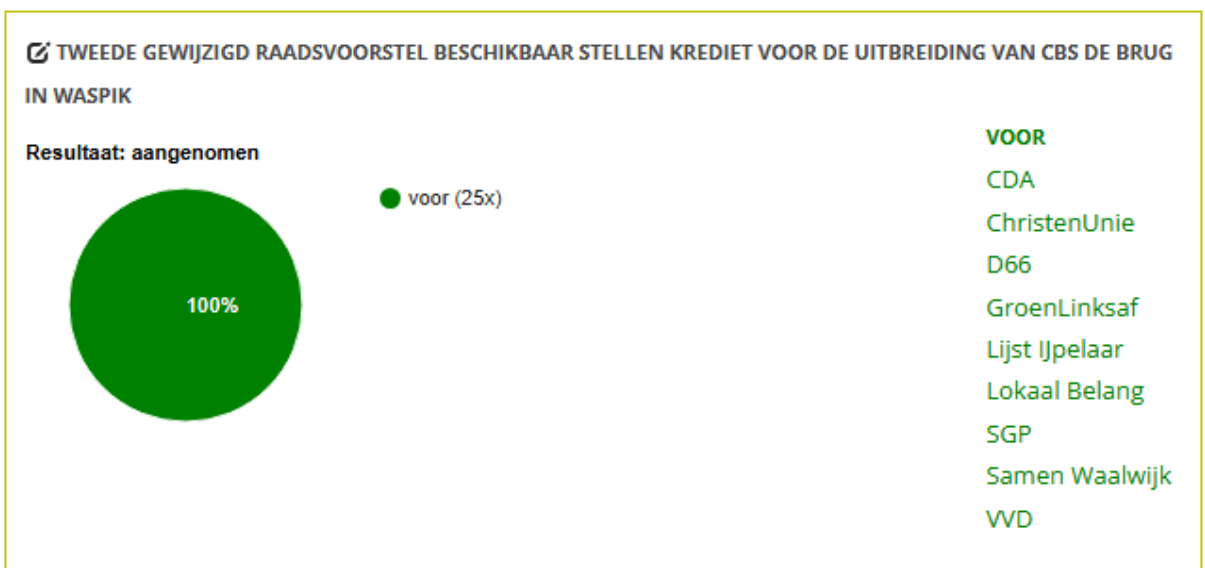 TWEEDE GEWIJZIGD RAADSVOORSTEL BESCHIKBAAR STELLEN KREDIET VOOR DE UITBREIDING VAN CBS DE BRUG
IN WASPIK
Resultaat: aangenomen
100%
voor (25x)
VOOR
CDA
ChristenUnie
D66
GroenLinksaf
Lijst IJpelaar
Lokaal Belang
SGP
Samen Waalwijk
VVD